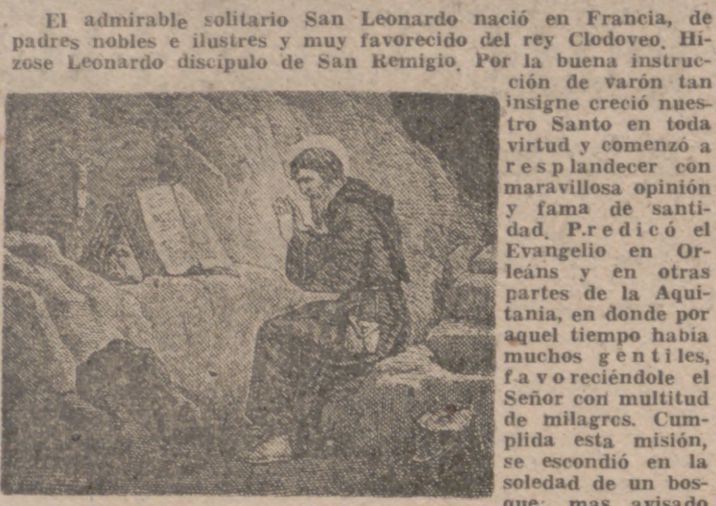 El admirable solitario San Leonardo nació en Francia, de
padres nobles e ilustres y muy favorecido del rey Clodoveo. Hí-
zose Leonardo discípulo de San Remigio. Por la buena instruc-
ción de varón tan
insigne creció nues-
tro Santo en toda
virtud y comenzó a
resplandecer con
maravillosa opinión
y fama de santi-
dad. Predicó el
Evangelio en Or-
leáns y en otras
partes de la Aqui-
tania, en donde por
aquel tiempo había
muchos gentiles,
favoreciéndole el
Señor con multitud
de milagros. Cum-
plida esta misión,
se escondió en la
soledad de un bos-
que; mas avisado